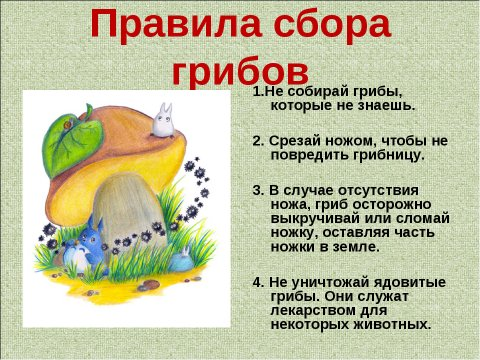 Правила сбора
грибов
1.Не собирай грибы,
которые не знаешь.
2. Срезай ножом, чтобы не
повредить грибницу.
3. В случае отсутствия
ножа, гриб осторожно
выкручивай или сломай
ножку, оставляя часть
ножки в земле.
4. Не уничтожай ядовитые
грибы. Они служат
лекарством для
некоторых животных.